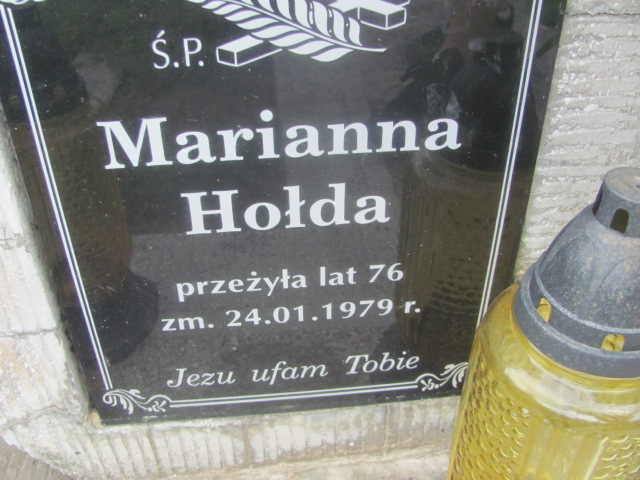 Ś.P.
Marianna
Hołda
przeżyła lat 76
zm. 24.01.1979 r.
Jezu ufam Tobie